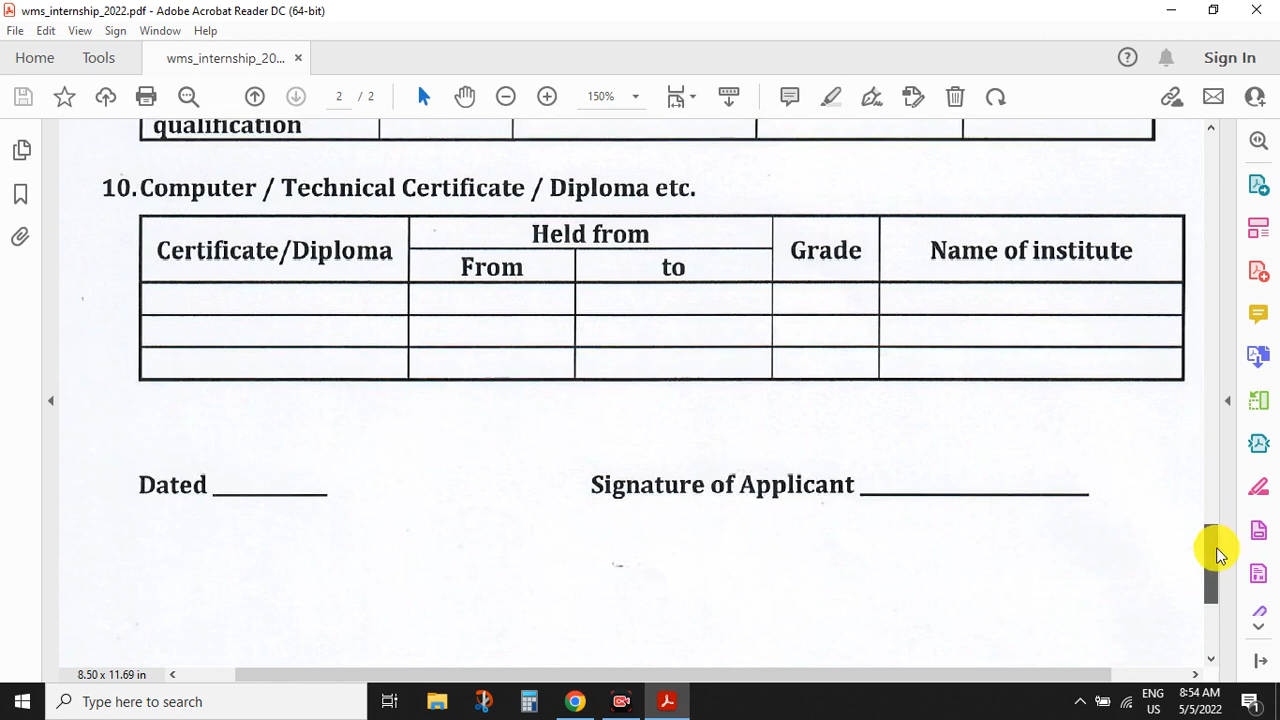 wms_internship_2022.pdf - Adobe Acrobat Reader DC (64-bit)
File Edit View Sign Window Help
Home Tools wms_internship_20... × Sign In
2 / 2 150%
qualification
10. Computer / Technical Certificate / Diploma etc.
Certificate/Diploma Held from Grade Name of institute
From to
Dated __________ Signature of Applicant ____________________
8.50 x 11.69 in
Type here to search
ENG 8:54 AM
US 5/5/2022 1